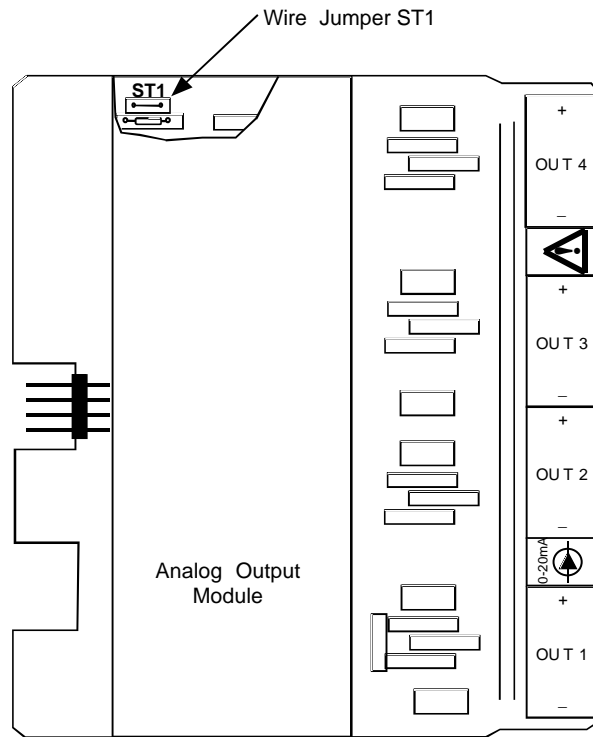 Wire Jumper ST1
ST1
+
OUT 4
–
+
OUT 3
–
+
OUT 2
–
0-20mA
+
OUT 1
–
Analog Output
Module